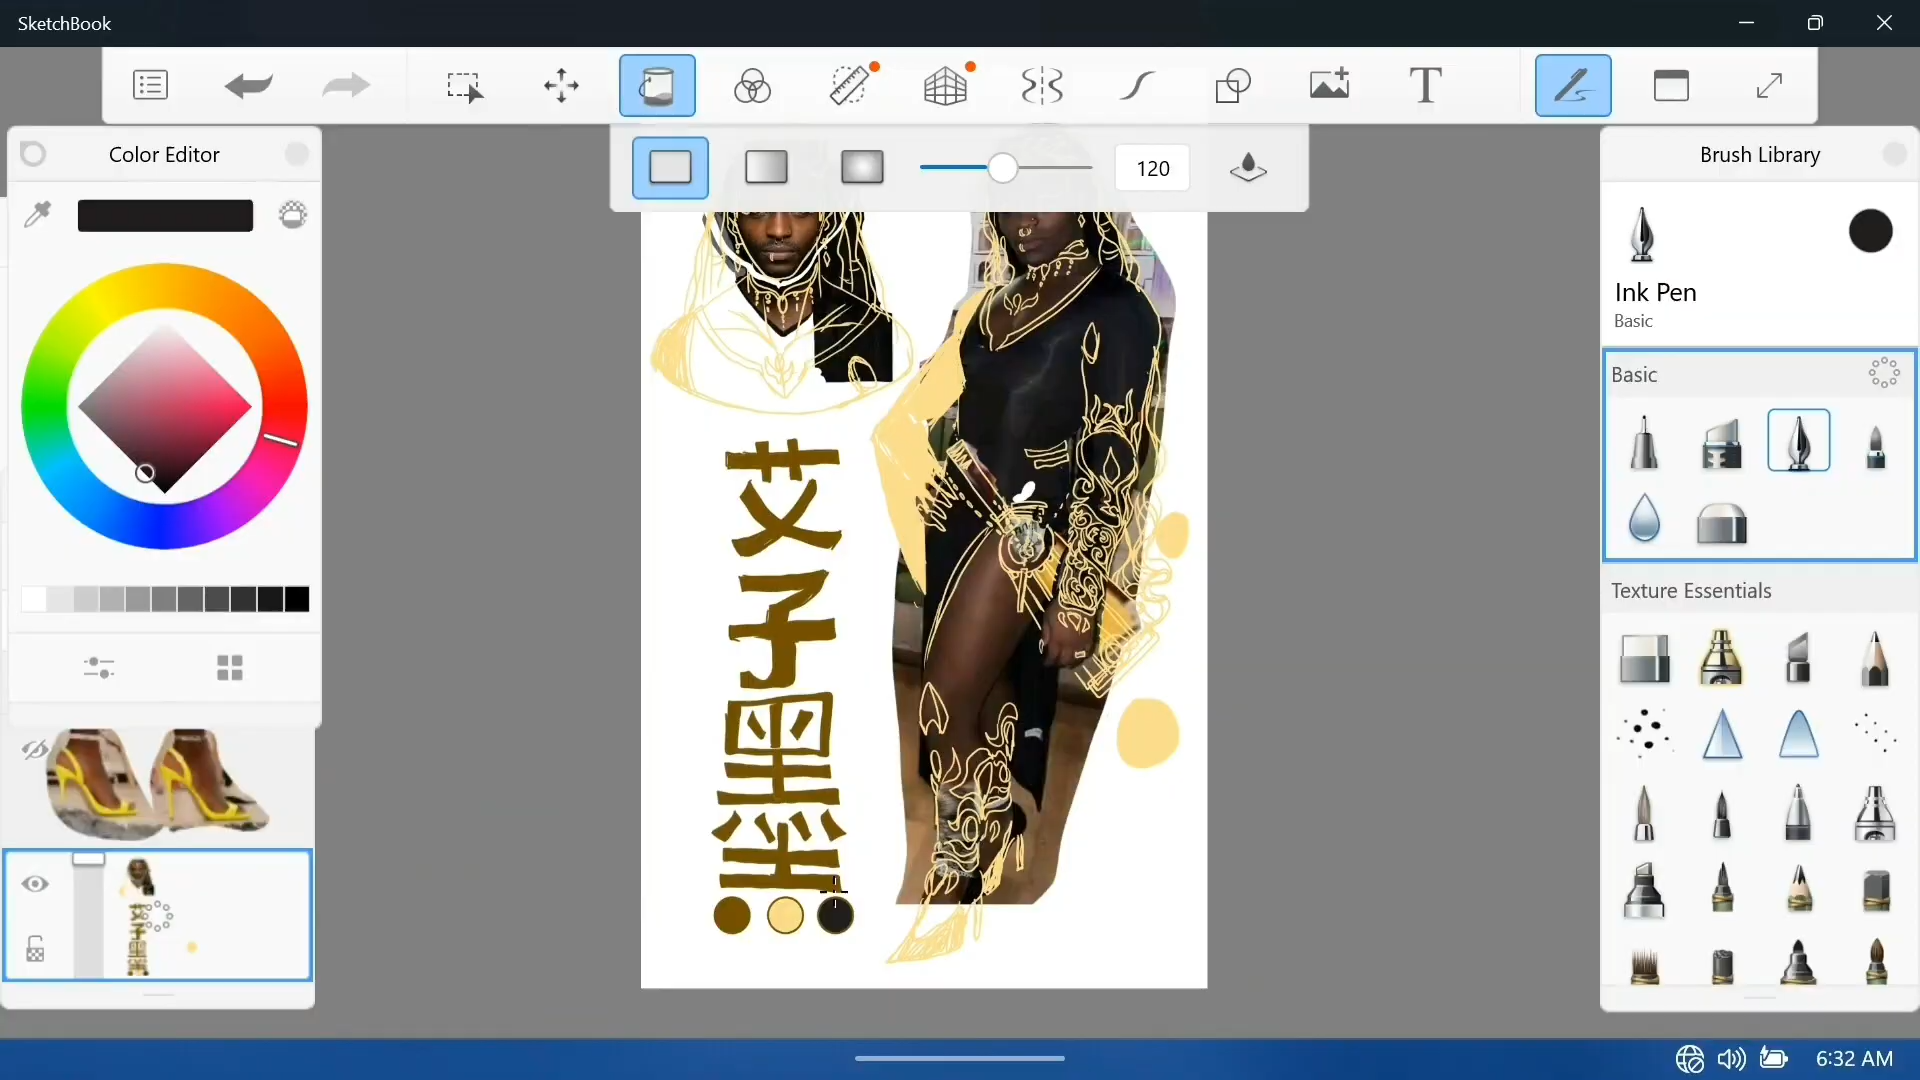 SketchBook
Color Editor
120
Brush Library
Ink Pen
Basic
Basic
T
Texture Essentials
艾
子
墨
6:32 AM